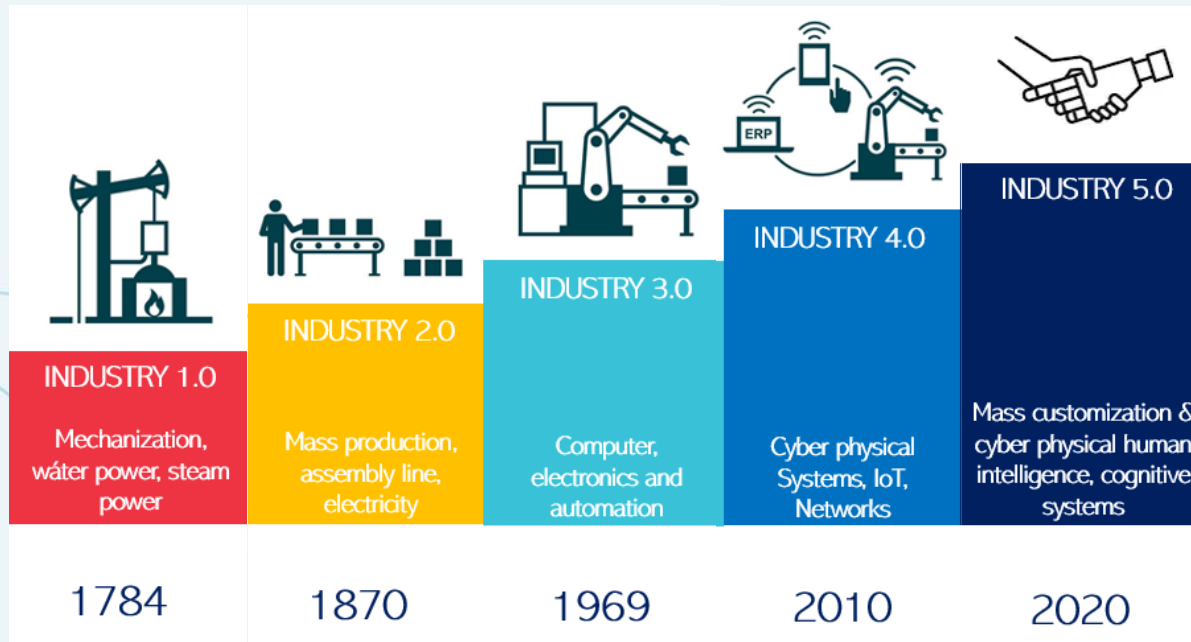 ERP
INDUSTRY 1.0
Mechanization,
wáter power, steam
power
1784
INDUSTRY 2.0
Mass production,
assembly line,
electricity
1870
INDUSTRY 3.0
Computer,
electronics and
automation
1969
INDUSTRY 4.0
Cyber physical
Systems, IoT,
Networks
2010
INDUSTRY 5.0
Mass customization &
cyber physical human
intelligence, cognitive
systems
2020